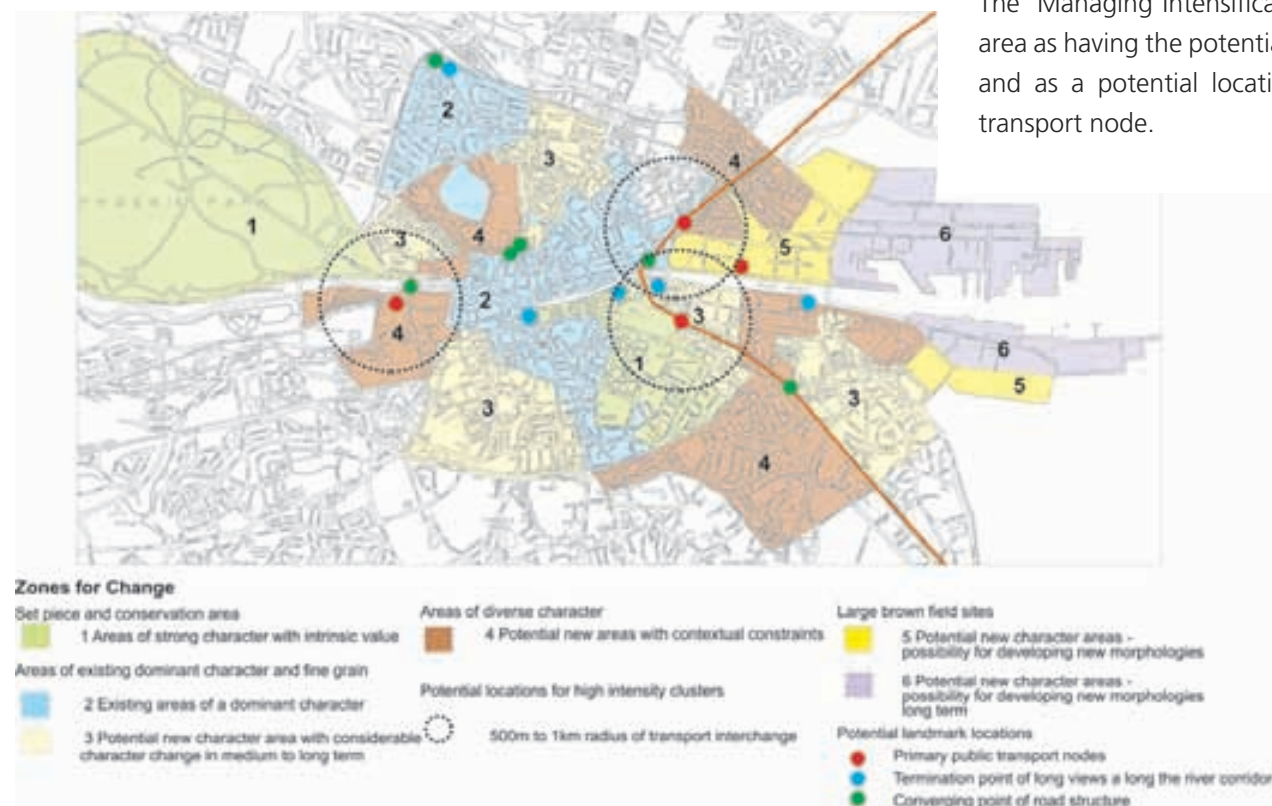 The "Managing Intensifica
area as having the potentia
and as a potential locati
transport node.
2
3
4
1
3
4
5
6
2
4
3
1
3
4
3
6
5
4
Zones for Change
Set piece and conservation area
1 Areas of strong character with intrinsic value
Areas of existing dominant character and fine grain
2 Existing areas of a dominant character
3 Potential new character area with considerable
character change in medium to long term
Areas of diverse character
4 Potential new areas with contextual constraints
Potential locations for high intensity clusters
500m to 1km radius of transport interchange
Large brown field sites
5 Potential new character areas -
possibility for developing new morphologies
6 Potential new character areas -
possibility for developing new morphologies
long term
Potential landmark locations
Primary public transport nodes
Termination point of long views a long the river corridor
Converging point of road structure